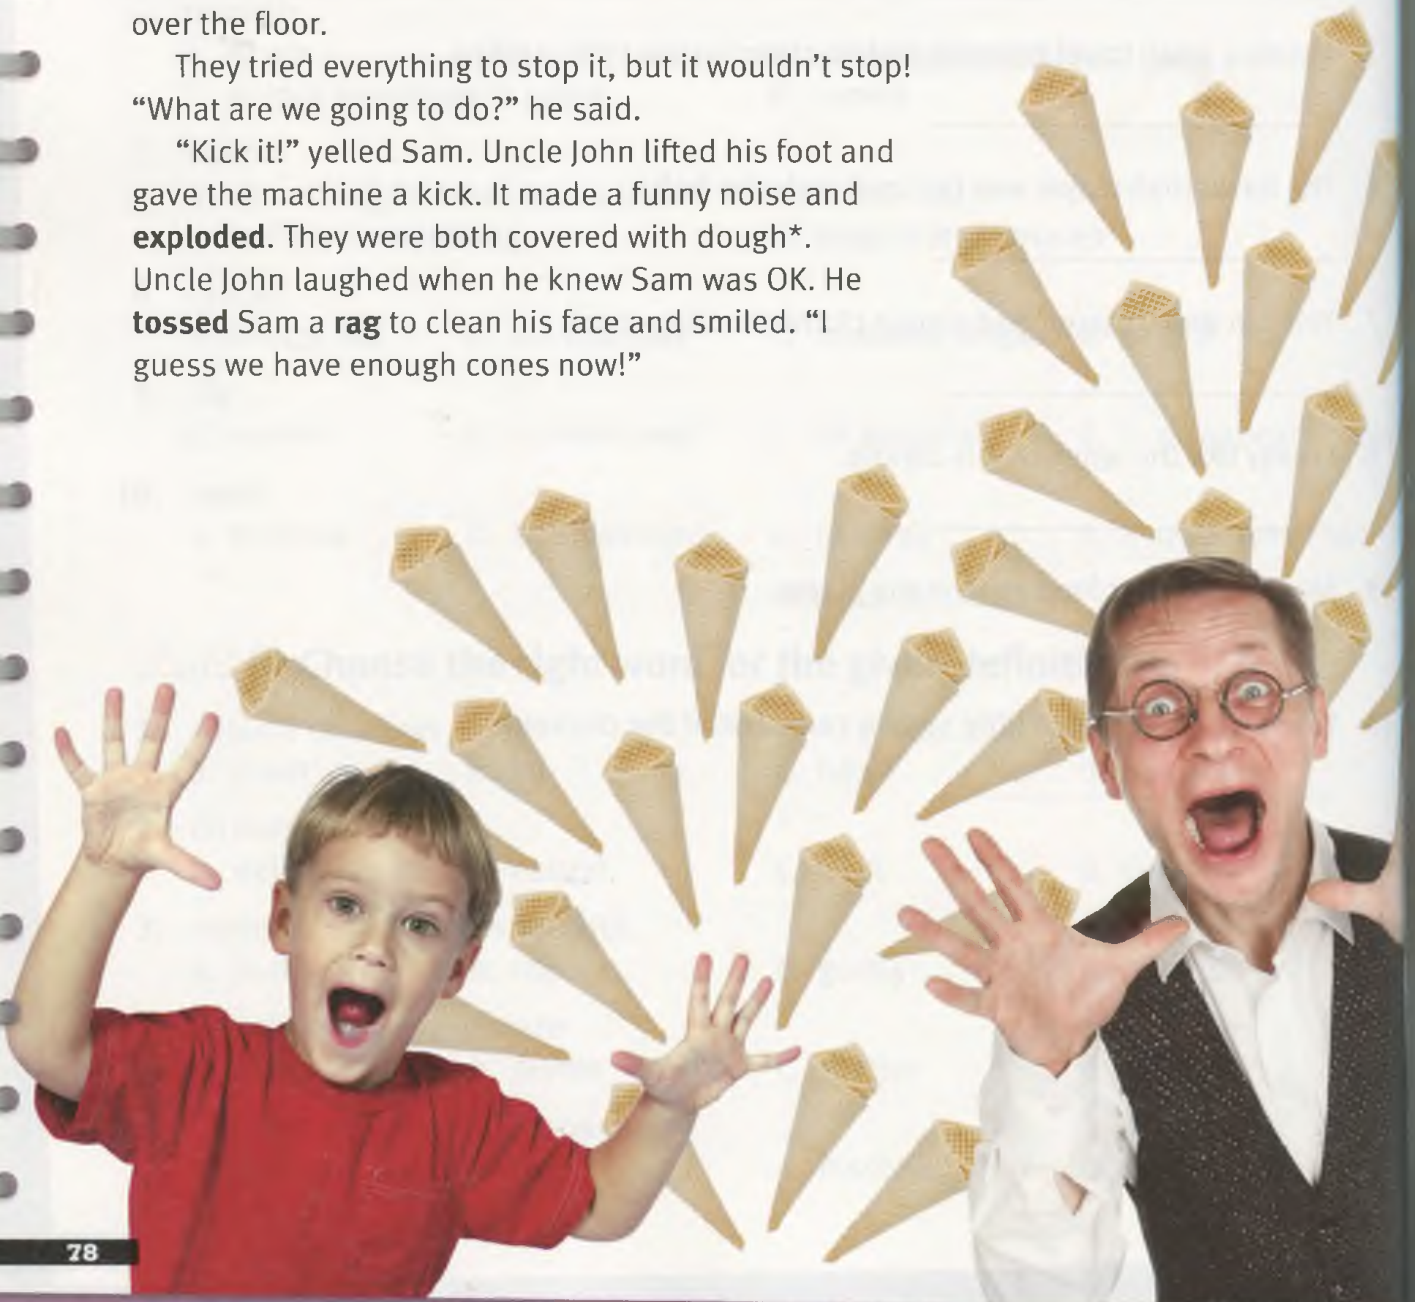 over the floor.
They tried everything to stop it, but it wouldn't stop!
“What are we going to do?” he said.
“Kick it!” yelled Sam. Uncle John lifted his foot and
gave the machine a kick. It made a funny noise and
exploded. They were both covered with dough*.
Uncle John laughed when he knew Sam was OK. He
tossed Sam a rag to clean his face and smiled. “I
guess we have enough cones now!”
78